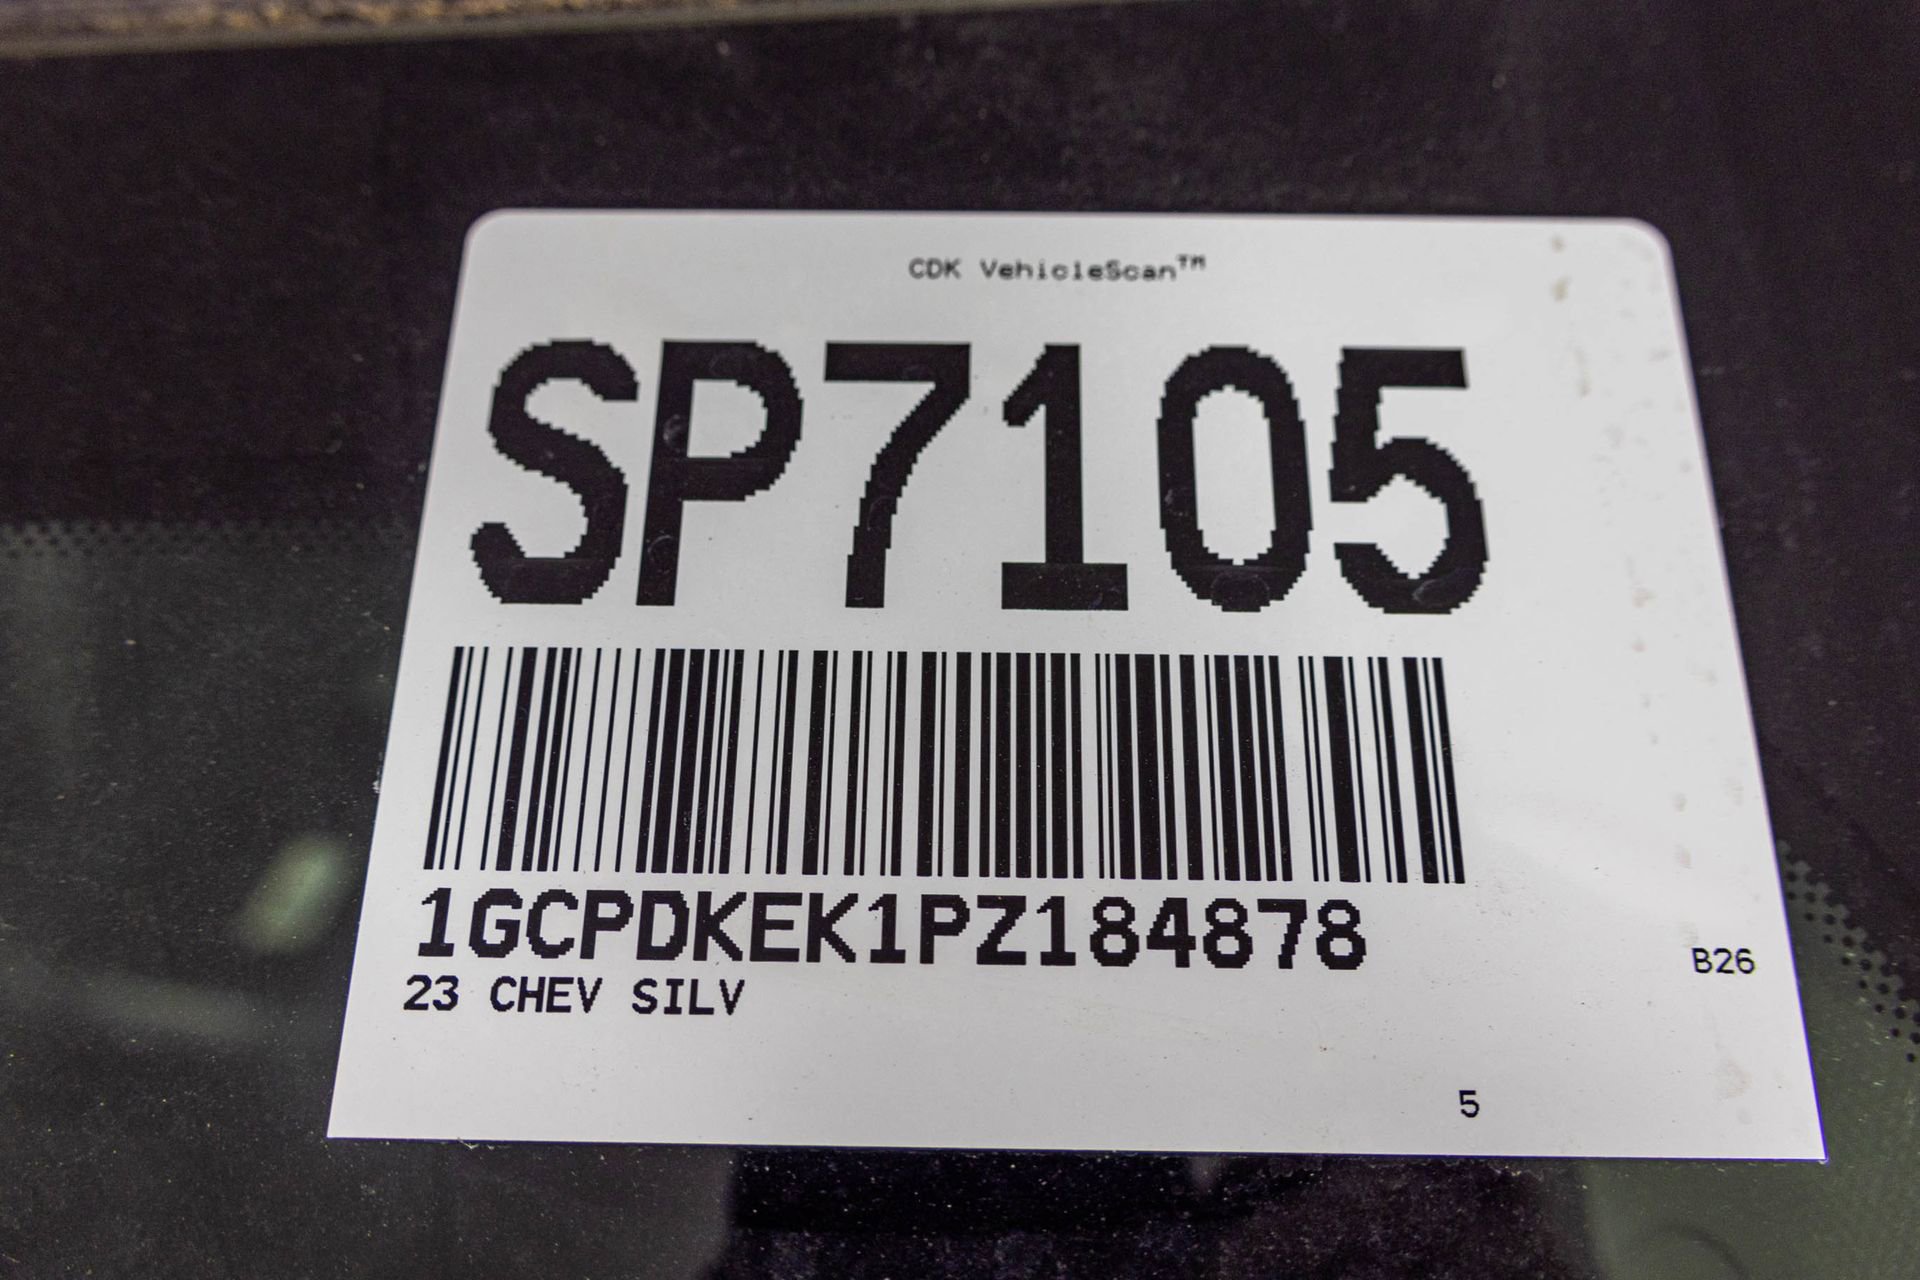 CDK VehicleScan™
SP7105
1GCPDKEK1PZ184878
23 CHEV SILV
B26
5